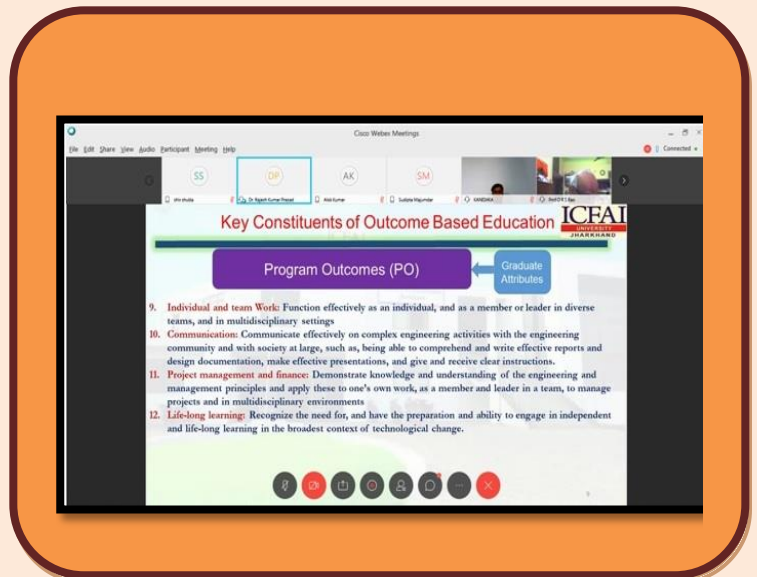 Cisco Webex Meetings
File Edit Share View Audio Participant Meeting Help
Connected
SS DP AK SM
Dr Rajesh Kumar Prasad Alok Kumar Sudipta Majumdar
Key Constituents of Outcome Based Education
ICFAI
UNIVERSITY
JHARKHAND
Program Outcomes (PO)
Graduate
Attributes
9. Individual and team Work: Function effectively as an individual, and as a member or leader in diverse
teams, and in multidisciplinary settings
10. Communication: Communicate effectively on complex engineering activities with the engineering
community and with society at large, such as, being able to comprehend and write effective reports and
design documentation, make effective presentations, and give and receive clear instructions.
11. Project management and finance: Demonstrate knowledge and understanding of the engineering and
management principles and apply these to one's own work, as a member and leader in a team, to manage
projects and in multidisciplinary environments
12. Life-long learning: Recognize the need for, and have the preparation and ability to engage in independent
and life-long learning in the broadest context of technological change.
9